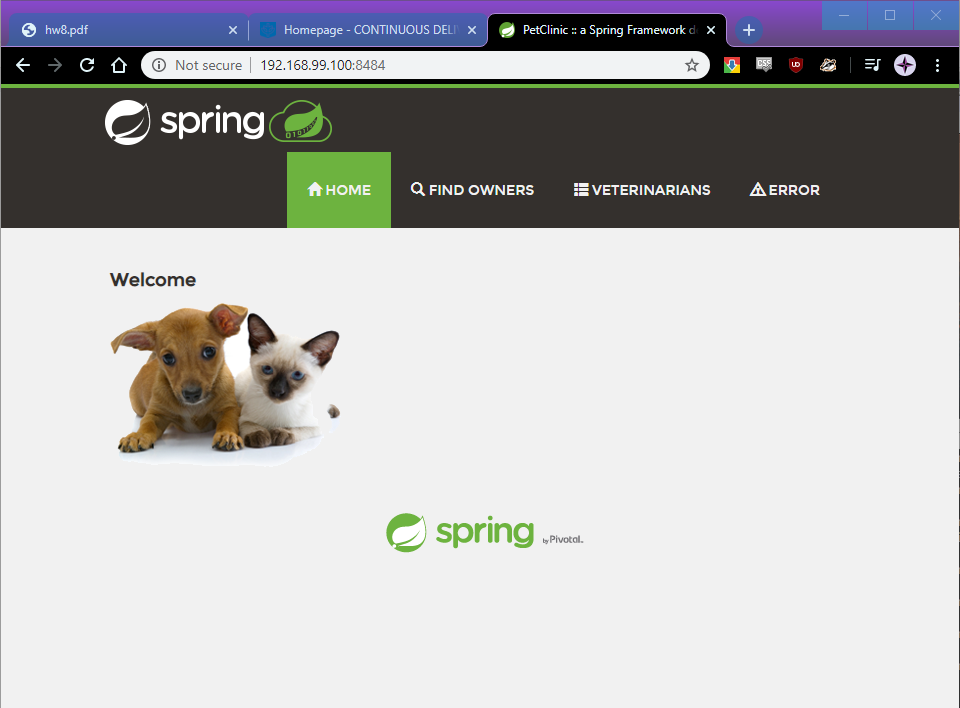 hw8.pdf
Homepage - CONTINUOUS DELI
PetClinic :: a Spring Framework d
Not secure
192.168.99.100:8484
spring
HOME
FIND OWNERS
VETERINARIANS
ERROR
Welcome
spring by Pivotal